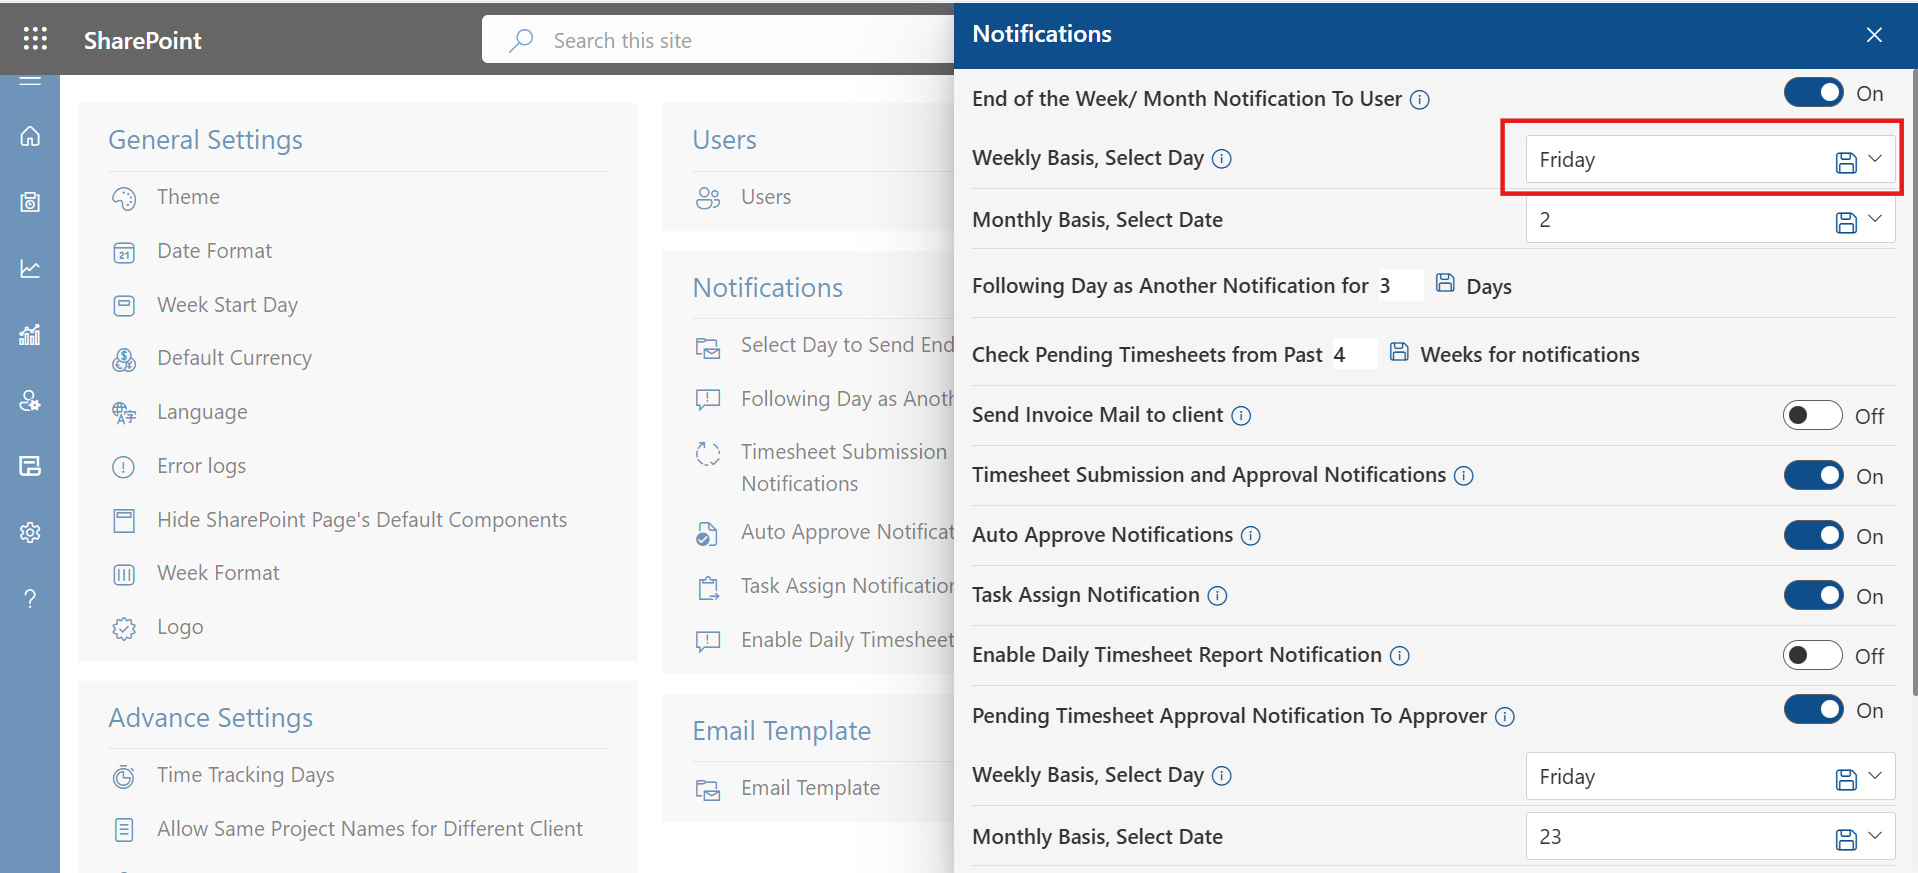 SharePoint
Search this site
General Settings
Theme
21
Date Format
Week Start Day
Default Currency
Language
Error logs
Hide SharePoint Page's Default Components
Week Format
Logo
Advance Settings
Time Tracking Days
Allow Same Project Names for Different Client
Users
Users
Notifications
Select Day to Send End
Following Day as Anoth
Timesheet Submission
Notifications
Auto Approve Notificat
Task Assign Notification
Enable Daily Timesheet
Email Template
Email Template
Notifications
End of the Week/ Month Notification To User
On
Weekly Basis, Select Day
Friday
Monthly Basis, Select Date
2
Following Day as Another Notification for 3 Days
Check Pending Timesheets from Past 4 Weeks for notifications
Send Invoice Mail to client
Off
Timesheet Submission and Approval Notifications
On
Auto Approve Notifications
On
Task Assign Notification
On
Enable Daily Timesheet Report Notification
Off
Pending Timesheet Approval Notification To Approver
On
Weekly Basis, Select Day
Friday
Monthly Basis, Select Date
23